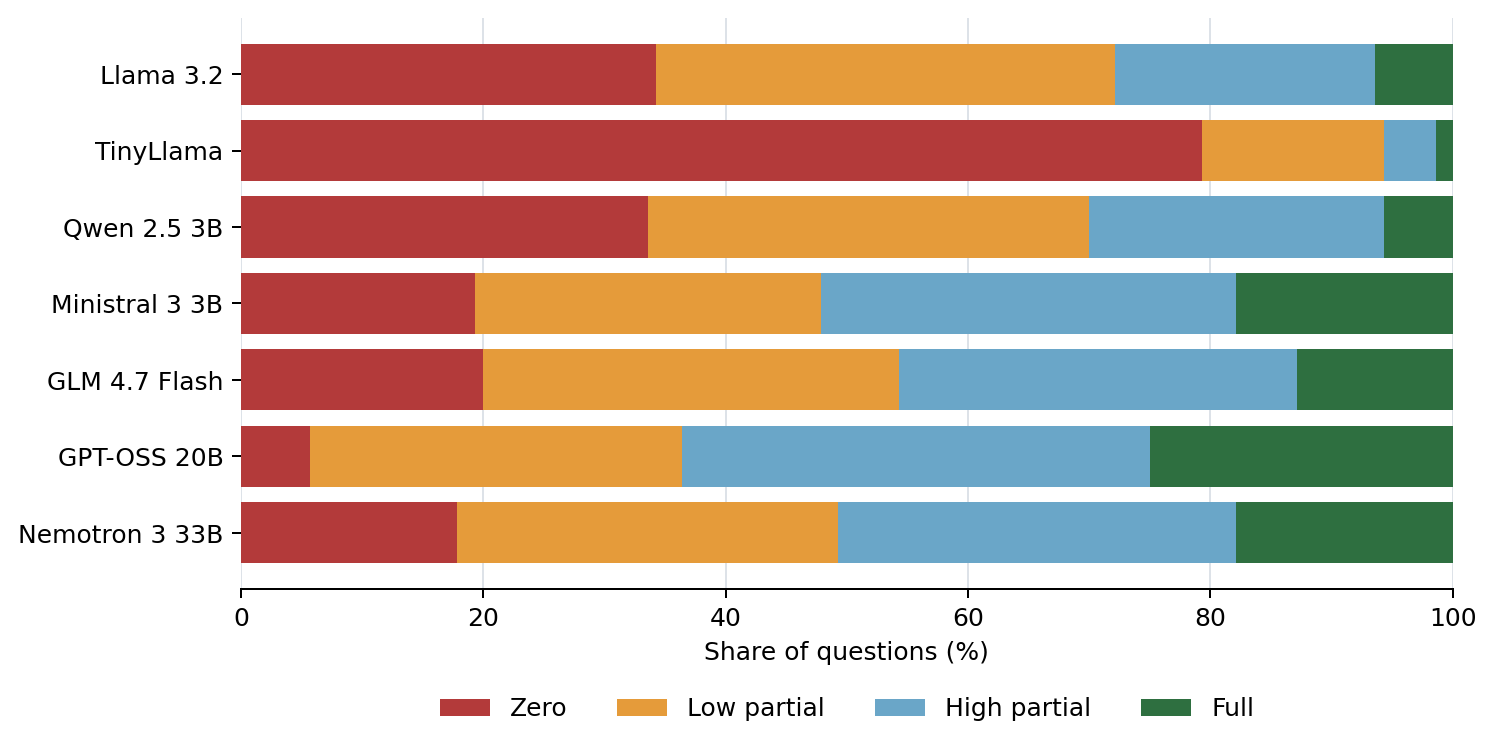 Llama 3.2
TinyLlama
Qwen 2.5 3B
Ministral 3 3B
GLM 4.7 Flash
GPT-OSS 20B
Nemotron 3 33B
0 20 40 60 80 100
Share of questions (%)
Zero Low partial High partial Full